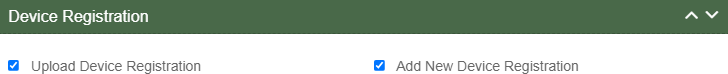 Device Registration
Upload Device Registration
Add New Device Registration